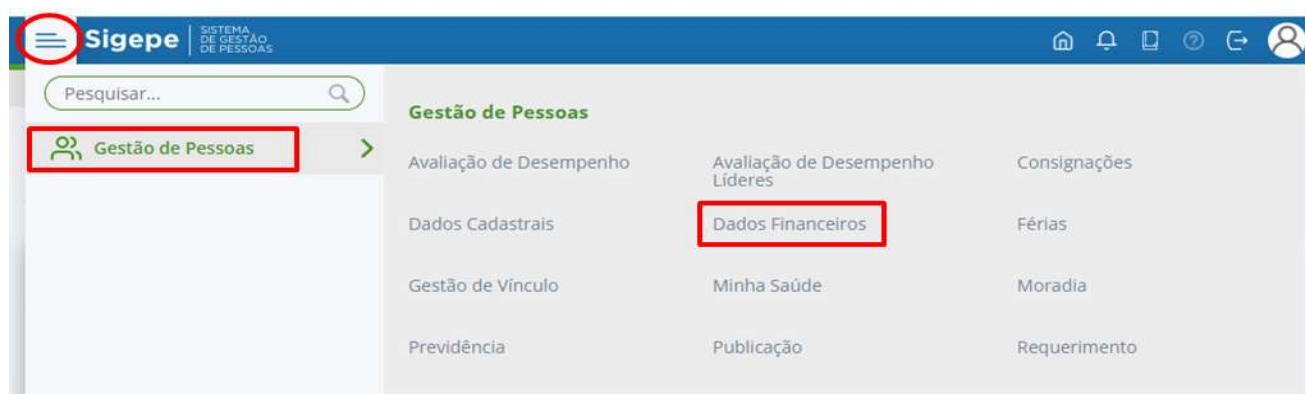 Sigepe
SISTEMA
DE GESTÃO
DE PESSOAS
Pesquisar...
Gestão de Pessoas
Gestão de Pessoas
Avaliação de Desempenho
Avaliação de Desempenho
Líderes
Consignações
Dados Cadastrais
Dados Financeiros
Férias
Gestão de Vínculo
Minha Saúde
Moradia
Previdência
Publicação
Requerimento